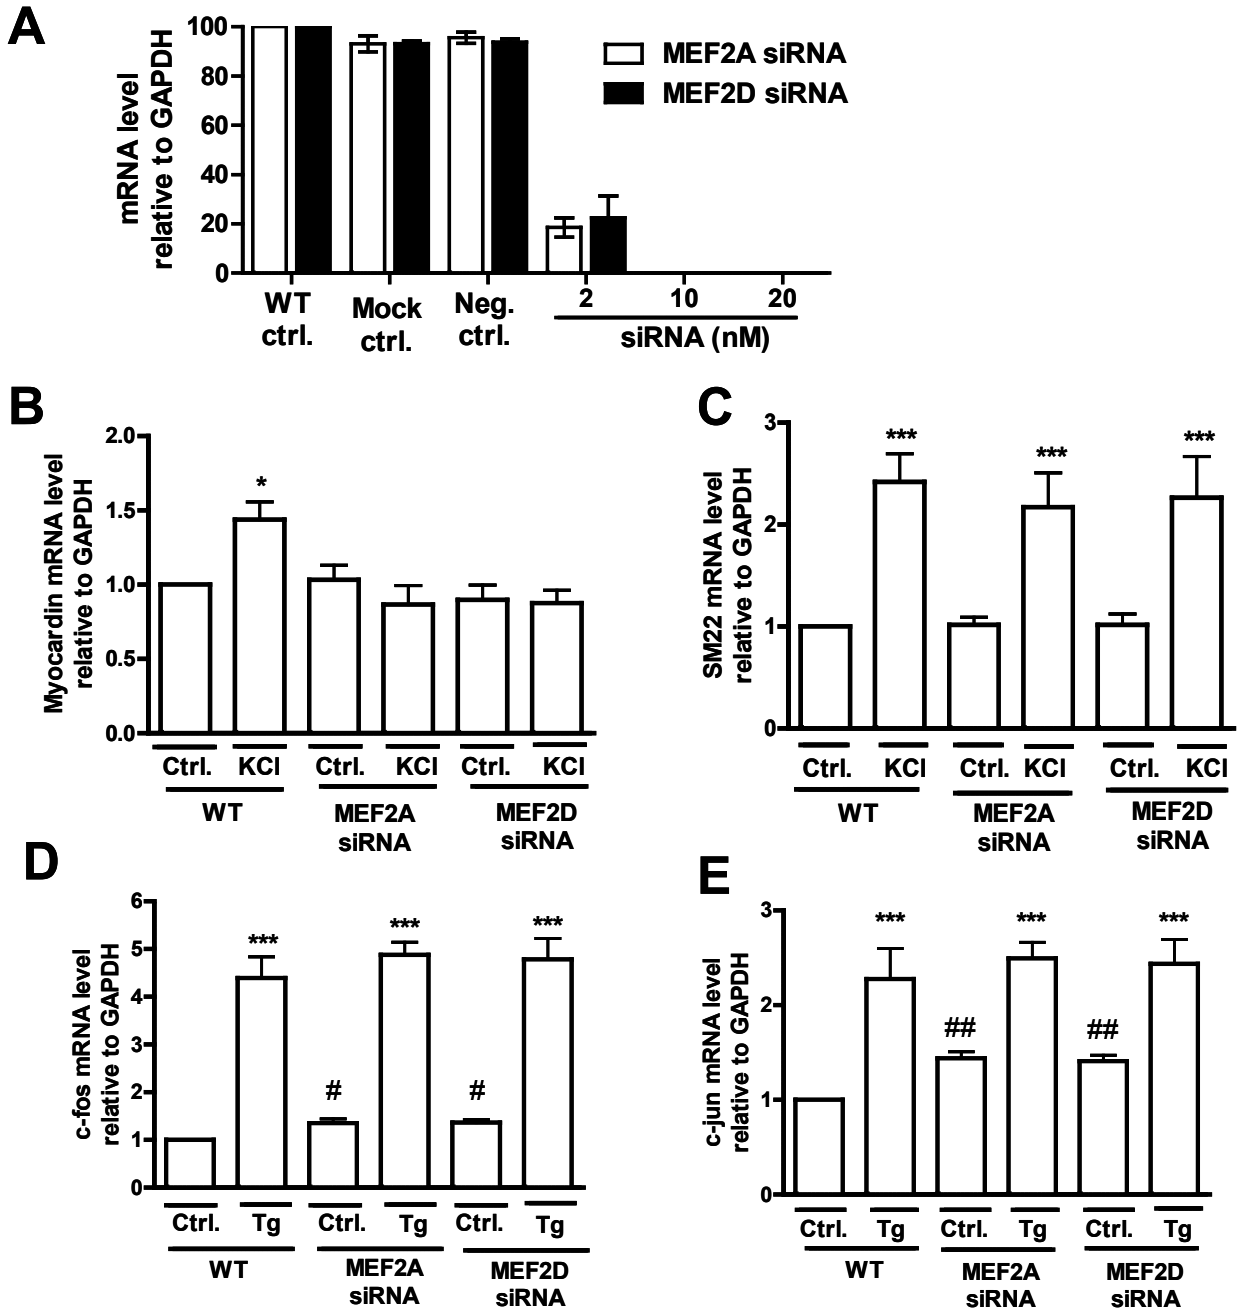 A
mRNA level
relative to GAPDH
100
80
60
40
20
0
MEF2A siRNA
MEF2D siRNA
WT
ctrl.
Mock
ctrl.
Neg.
ctrl.
2
10
20
siRNA (nM)
B
Myocardin mRNA level
relative to GAPDH
2.0
1.5
1.0
0.5
0.0
*
Ctrl.
KCl
Ctrl.
KCl
Ctrl.
KCl
WT
MEF2A
siRNA
MEF2D
siRNA
C
SM22 mRNA level
relative to GAPDH
3
2
1
0
***
***
***
Ctrl.
KCl
Ctrl.
KCl
Ctrl.
KCl
WT
MEF2A
siRNA
MEF2D
siRNA
D
c-fos mRNA level
relative to GAPDH
6
5
4
3
2
1
0
***
#
***
#
***
Ctrl.
Tg
Ctrl.
Tg
Ctrl.
Tg
WT
MEF2A
siRNA
MEF2D
siRNA
E
c-jun mRNA level
relative to GAPDH
3
2
1
0
***
##
***
##
***
Ctrl.
Tg
Ctrl.
Tg
Ctrl.
Tg
WT
MEF2A
siRNA
MEF2D
siRNA